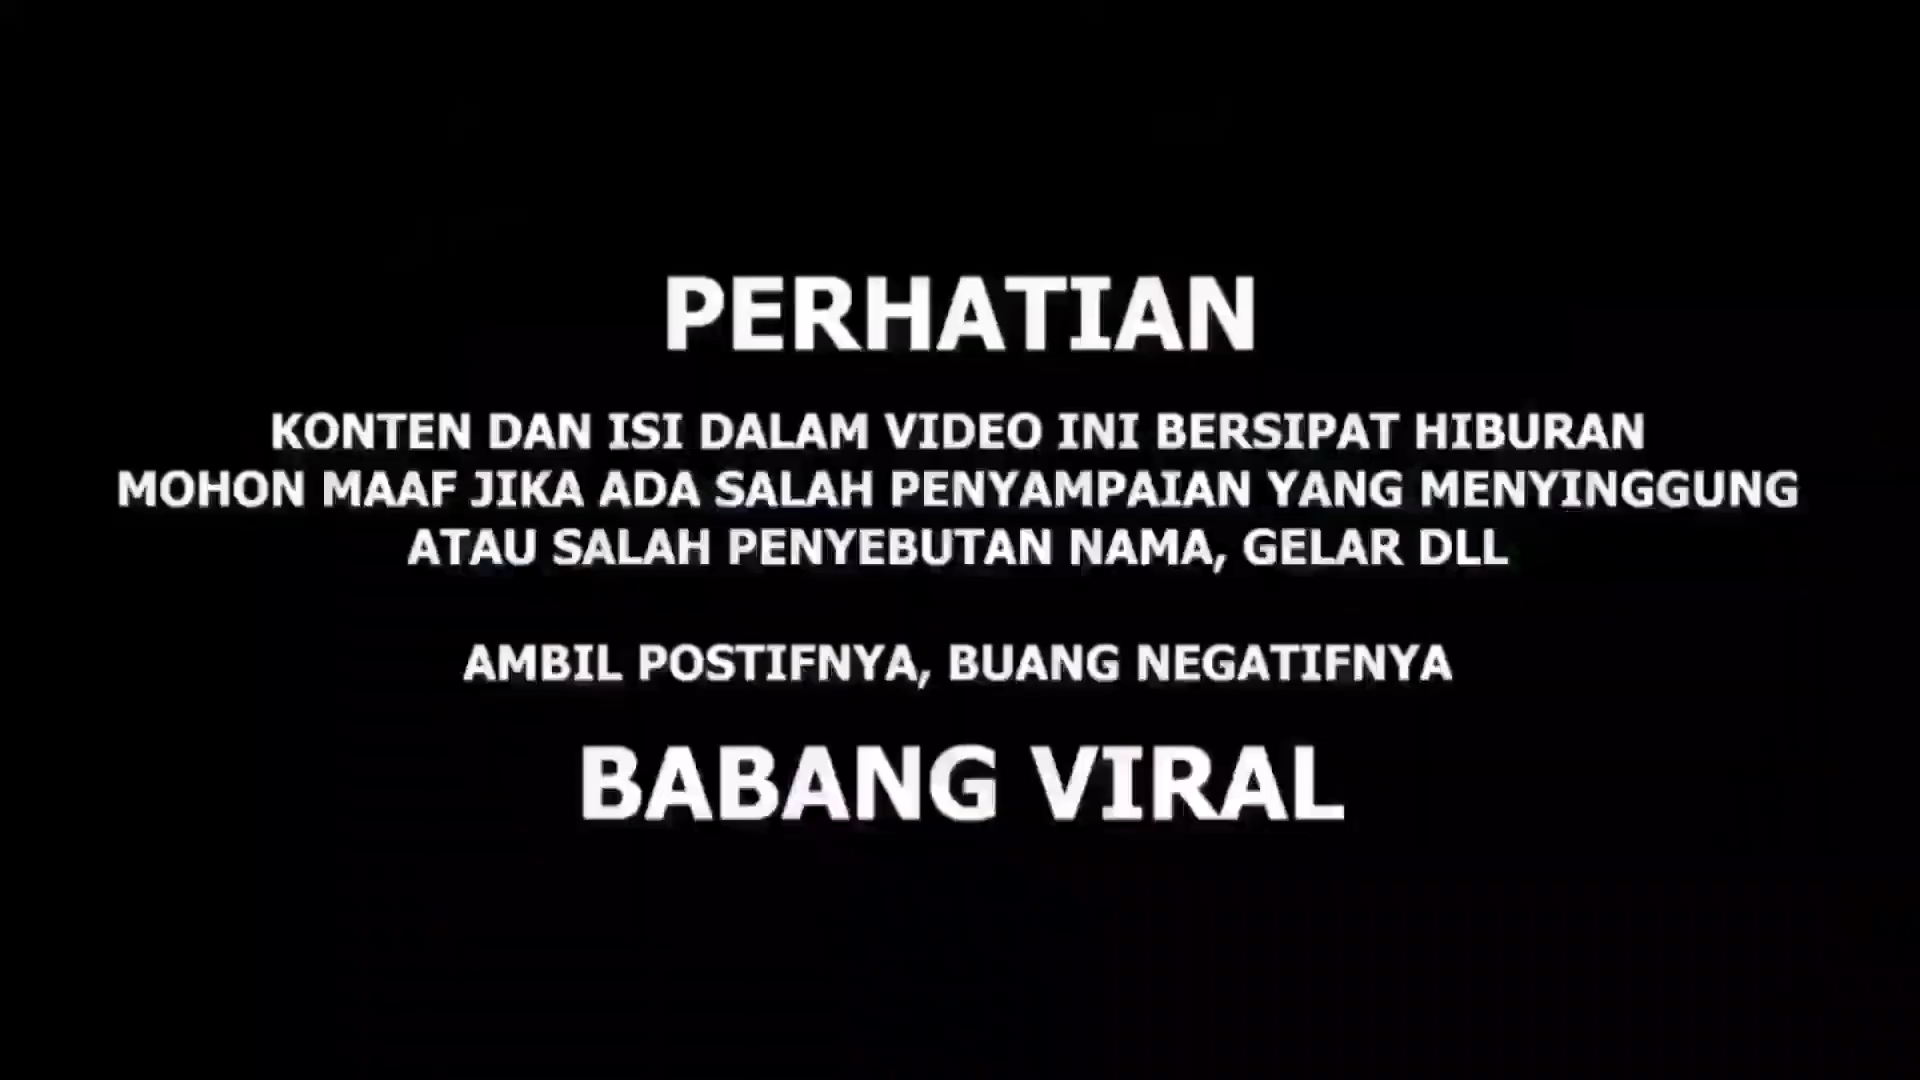 PERHATIAN
KONTEN DAN ISI DALAM VIDEO INI BERSIPAT HIBURAN
MOHON MAAF JIKA ADA SALAH PENYAMPAIAN YANG MENYINGGUNG
ATAU SALAH PENYEBUTAN NAMA, GELAR DLL
AMBIL POSTIFNYA, BUANG NEGATIFNYA
BABANG VIRAL